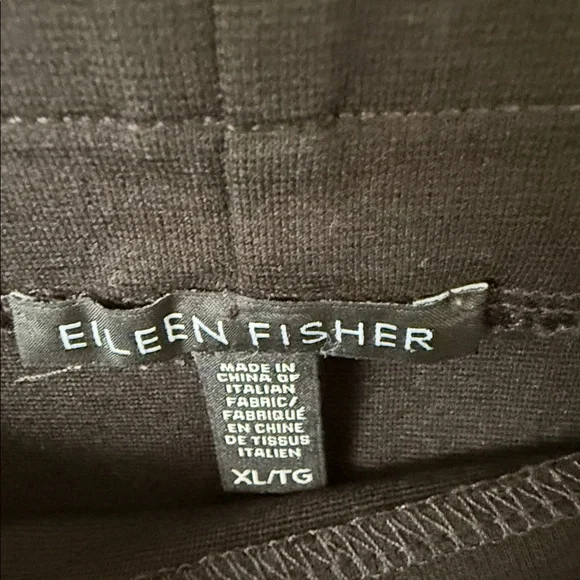 EILEEN FISHER
MADE IN
CHINA OF
ITALIAN
FABRIC/
FABRIQUÉ
EN CHINE
DE TISSUS
ITALIEN
XL/TG